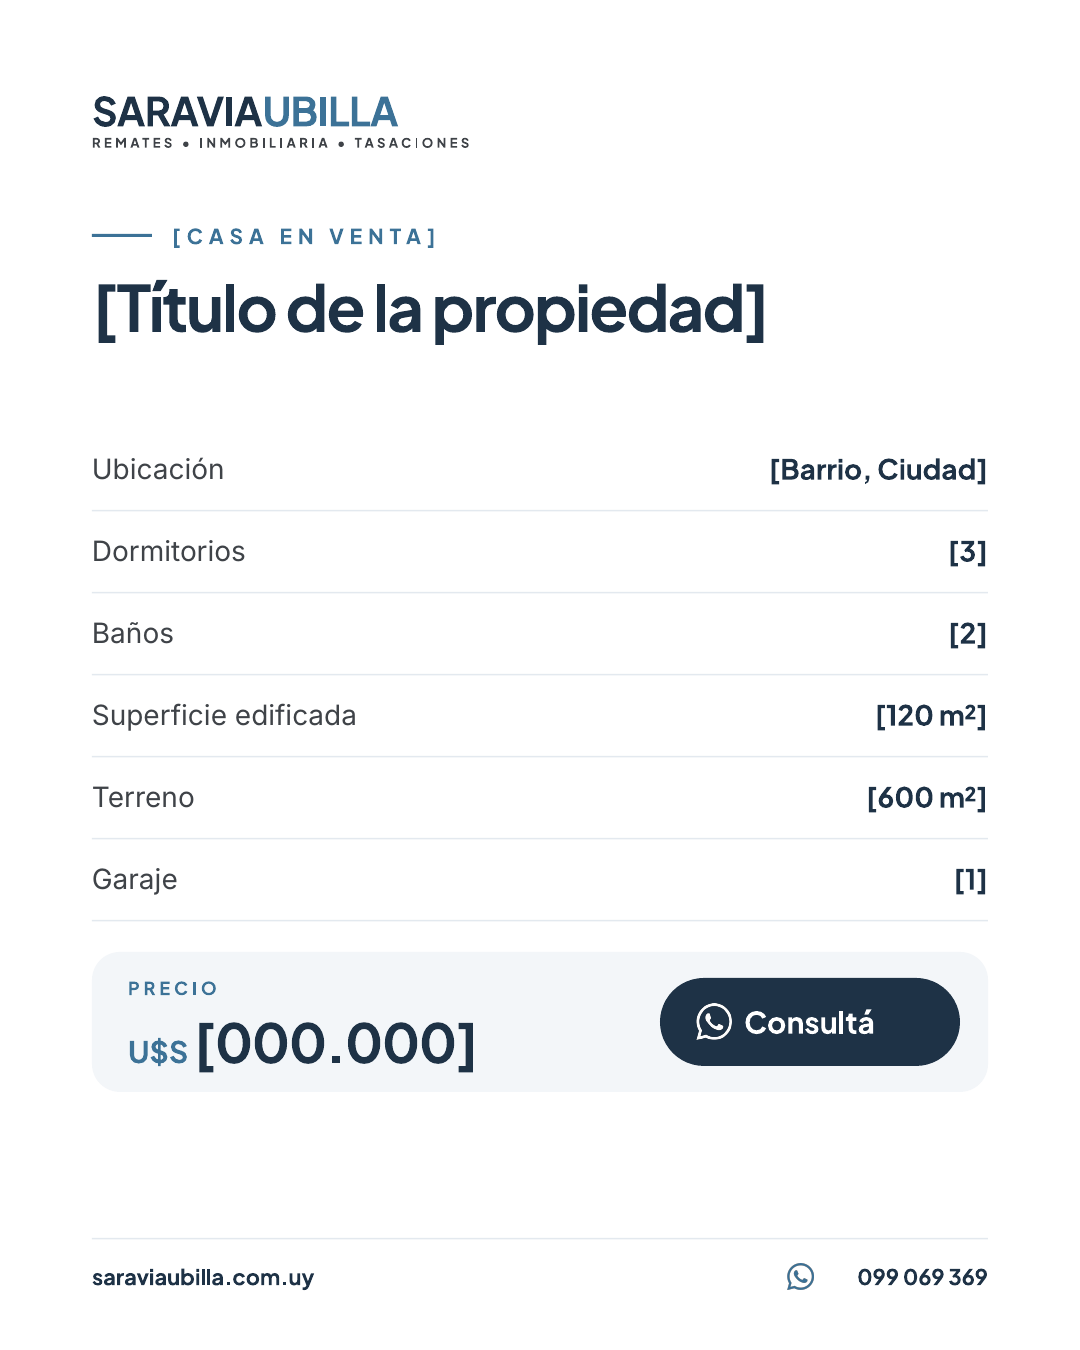 SARAVIAUBILLA
REMATES • INMOBILIARIA • TASACIONES
[CASA EN VENTA]
[Título de la propiedad]
Ubicación [Barrio, Ciudad]
Dormitorios [3]
Baños [2]
Superficie edificada [120 m²]
Terreno [600 m²]
Garaje [1]
PRECIO
U$S [000.000]
Consultá
saraviaubilla.com.uy 099 069 369